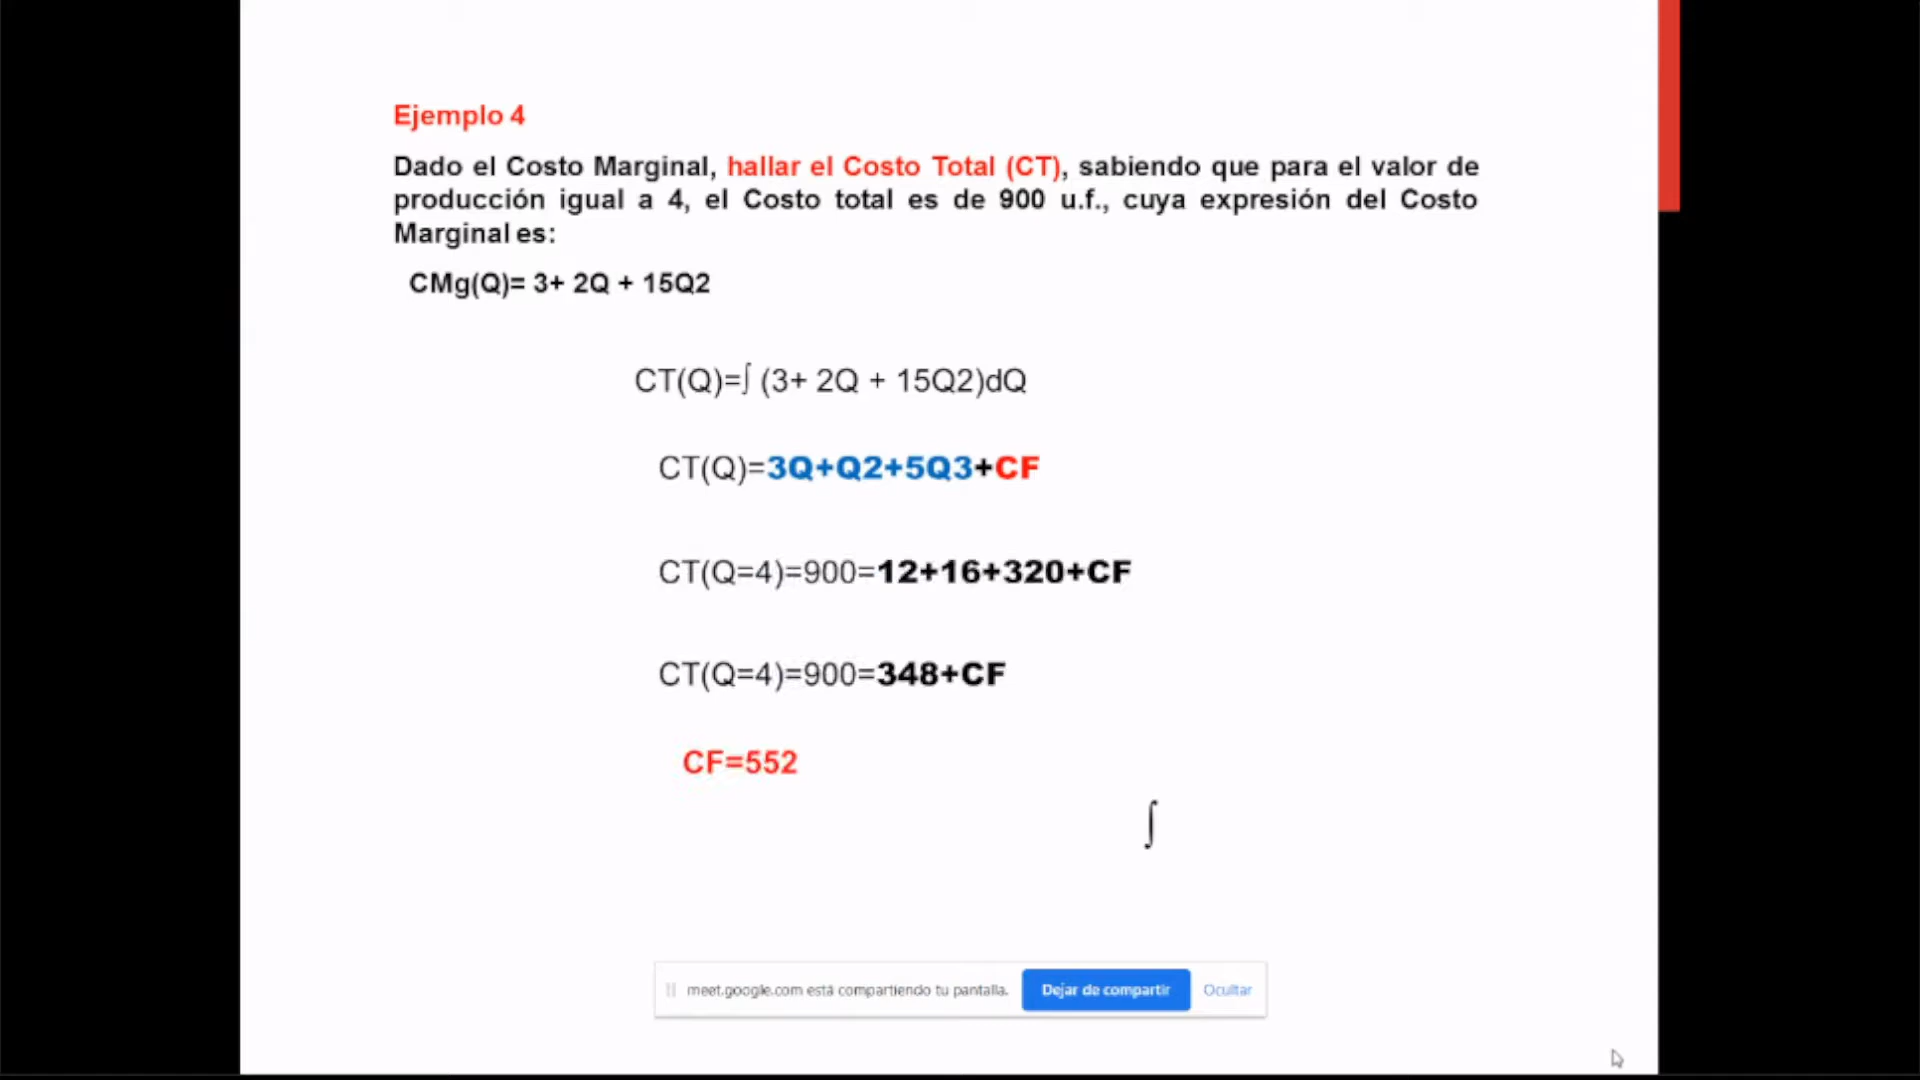 Ejemplo 4
Dado el Costo Marginal, hallar el Costo Total (CT), sabiendo que para el valor de
producción igual a 4, el Costo total es de 900 u.f., cuya expresión del Costo
Marginal es:
CMg(Q)= 3+ 2Q + 15Q2
CT(Q)=∫ (3+ 2Q + 15Q2)dQ
CT(Q)=3Q+Q2+5Q3+CF
CT(Q=4)=900=12+16+320+CF
CT(Q=4)=900=348+CF
CF=552
∫
meet.google.com está compartiendo tu pantalla. Dejar de compartir Ocultar